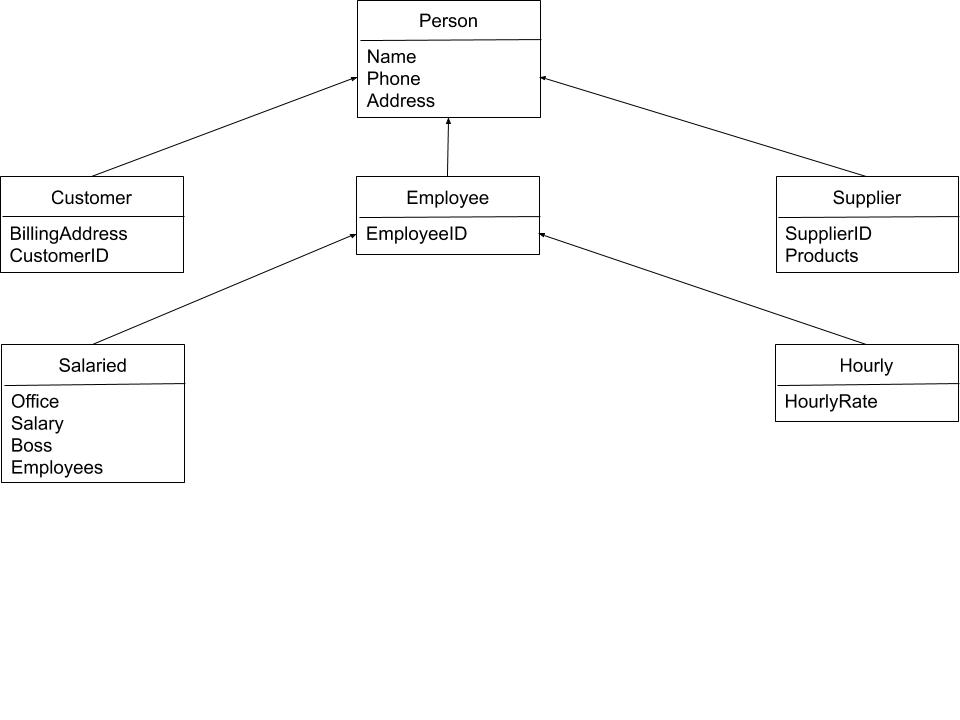 Person
Name
Phone
Address
Customer
BillingAddress
CustomerID
Employee
EmployeeID
Supplier
SupplierID
Products
Salaried
Office
Salary
Boss
Employees
Hourly
HourlyRate